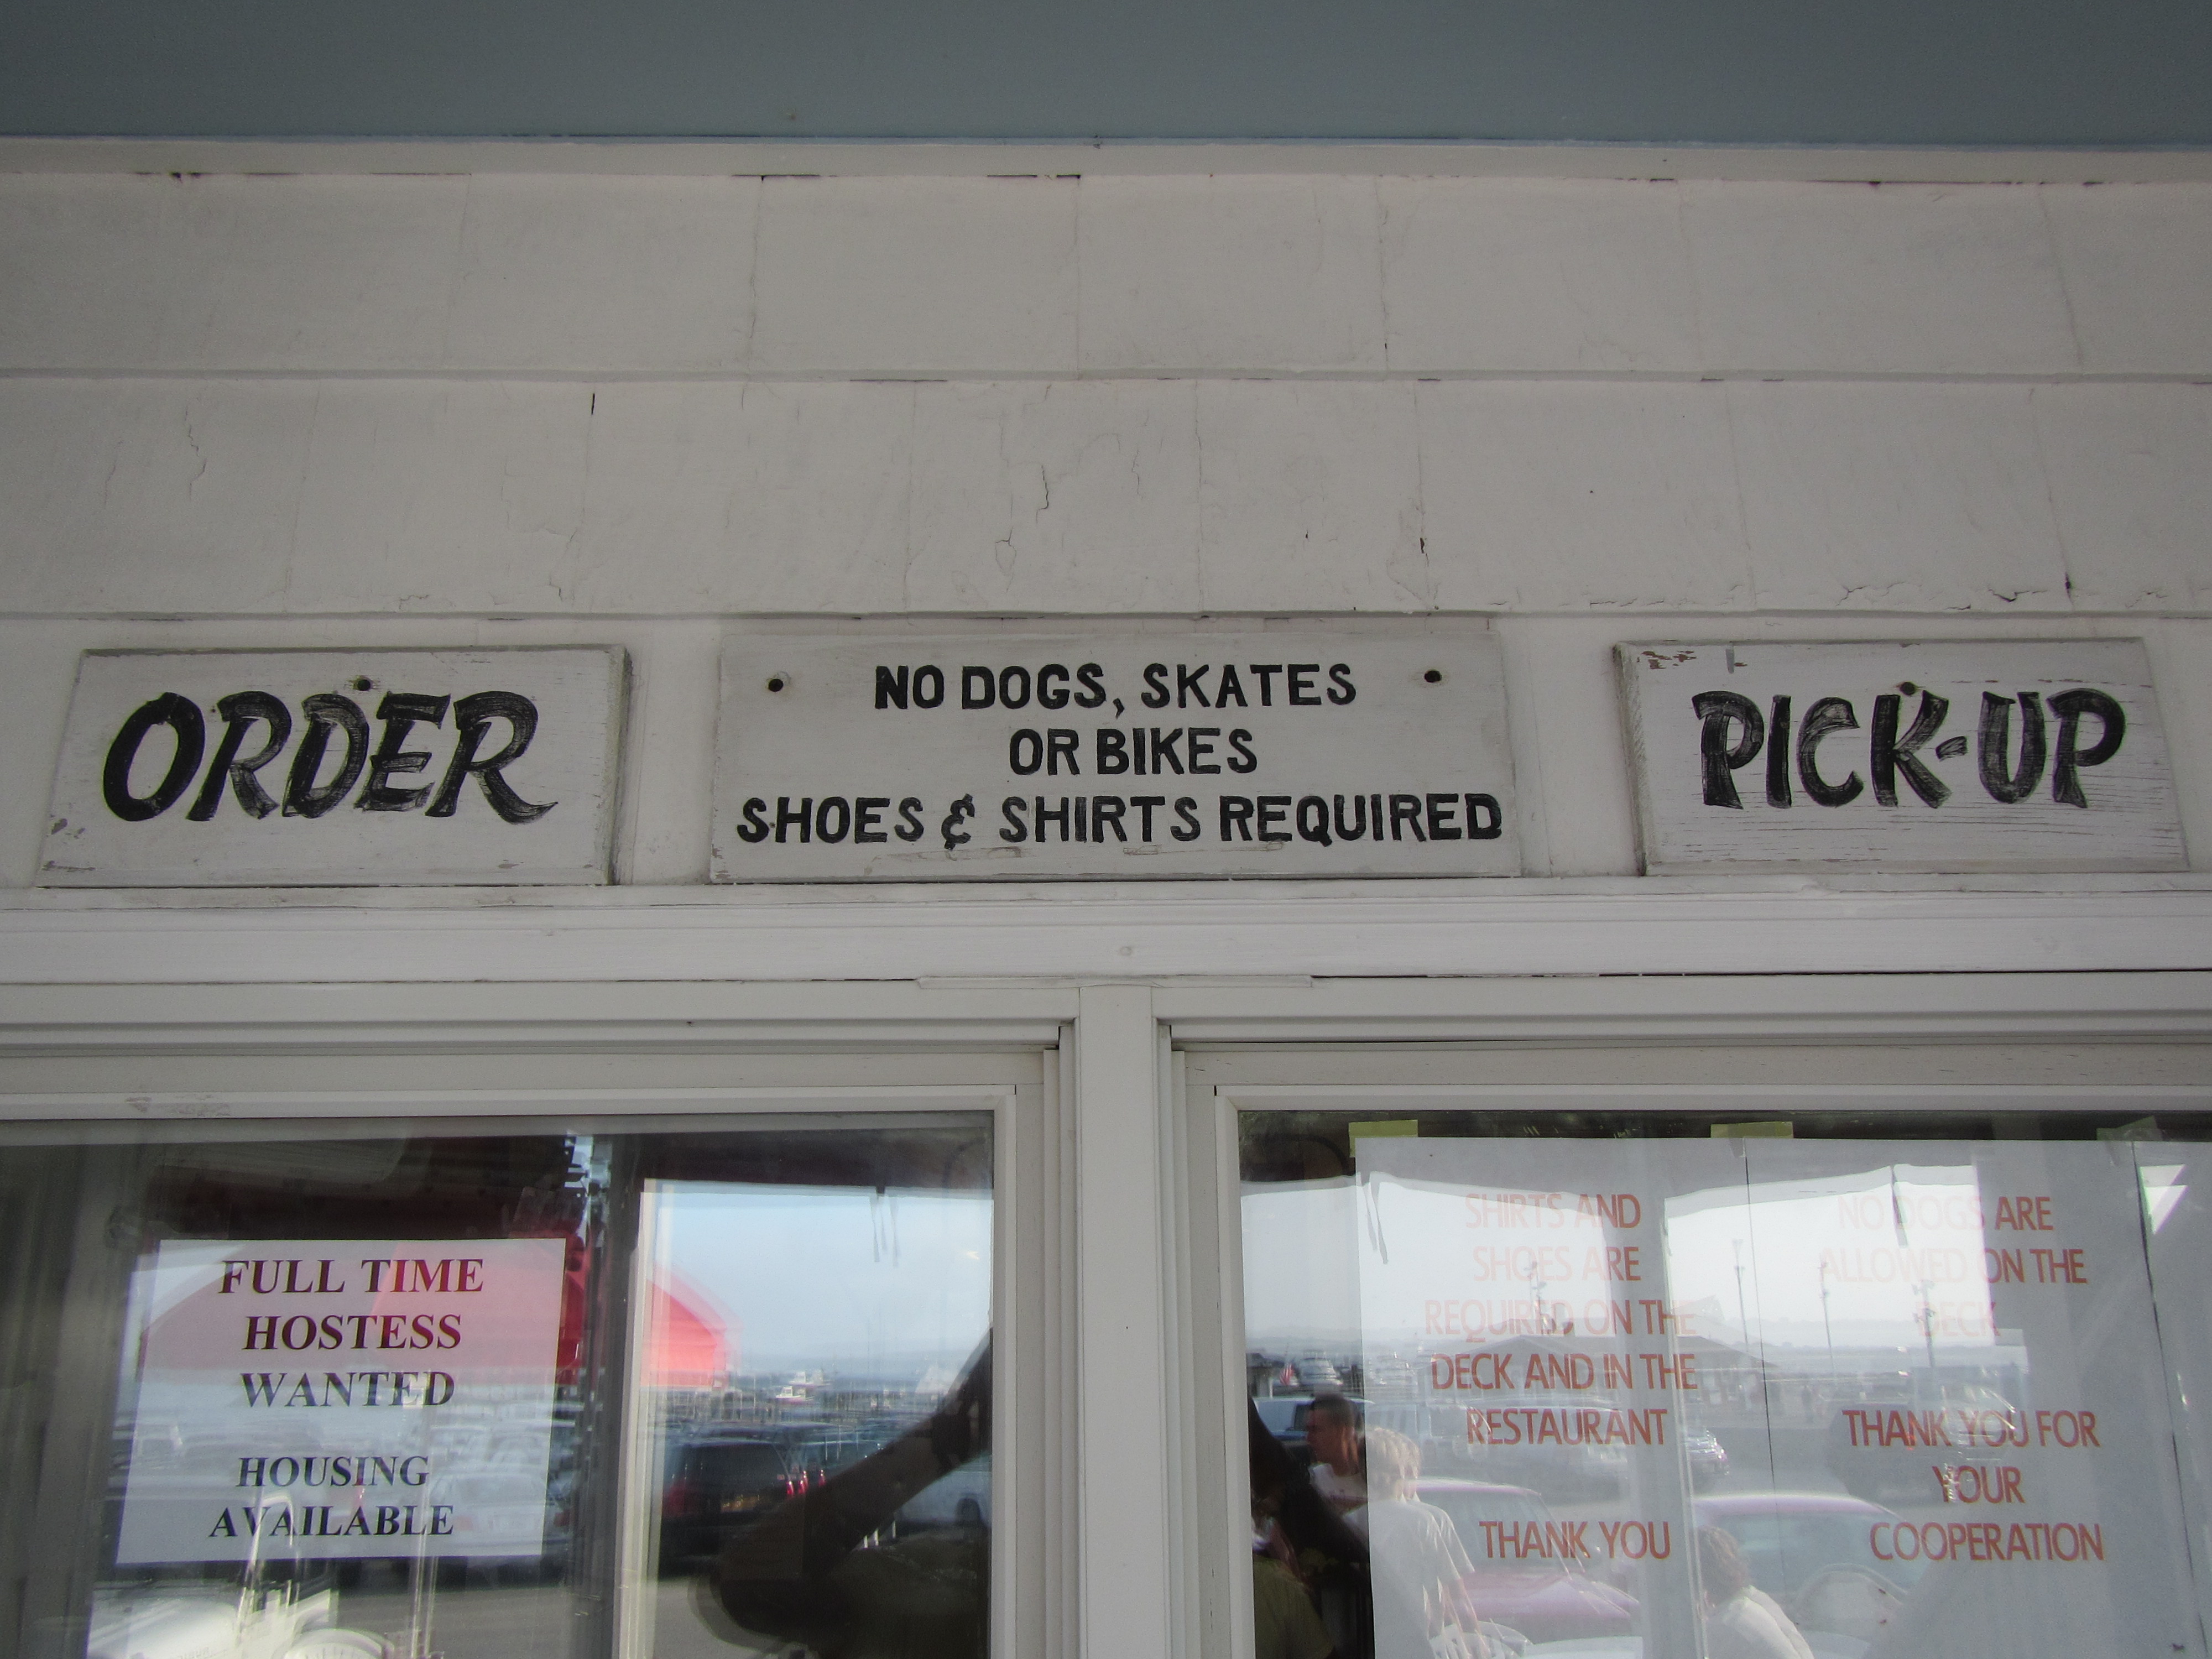 ORDER
NO DOGS, SKATES
OR BIKES
SHOES & SHIRTS REQUIRED
PICK-UP
FULL TIME
HOSTESS
WANTED
HOUSING
AVAILABLE
SHIRTS AND
SHOES ARE
REQUIRED ON THE
DECK AND IN THE
RESTAURANT
THANK YOU
NO DOGS ARE
ALLOWED ON THE
DECK
THANK YOU FOR
YOUR
COOPERATION